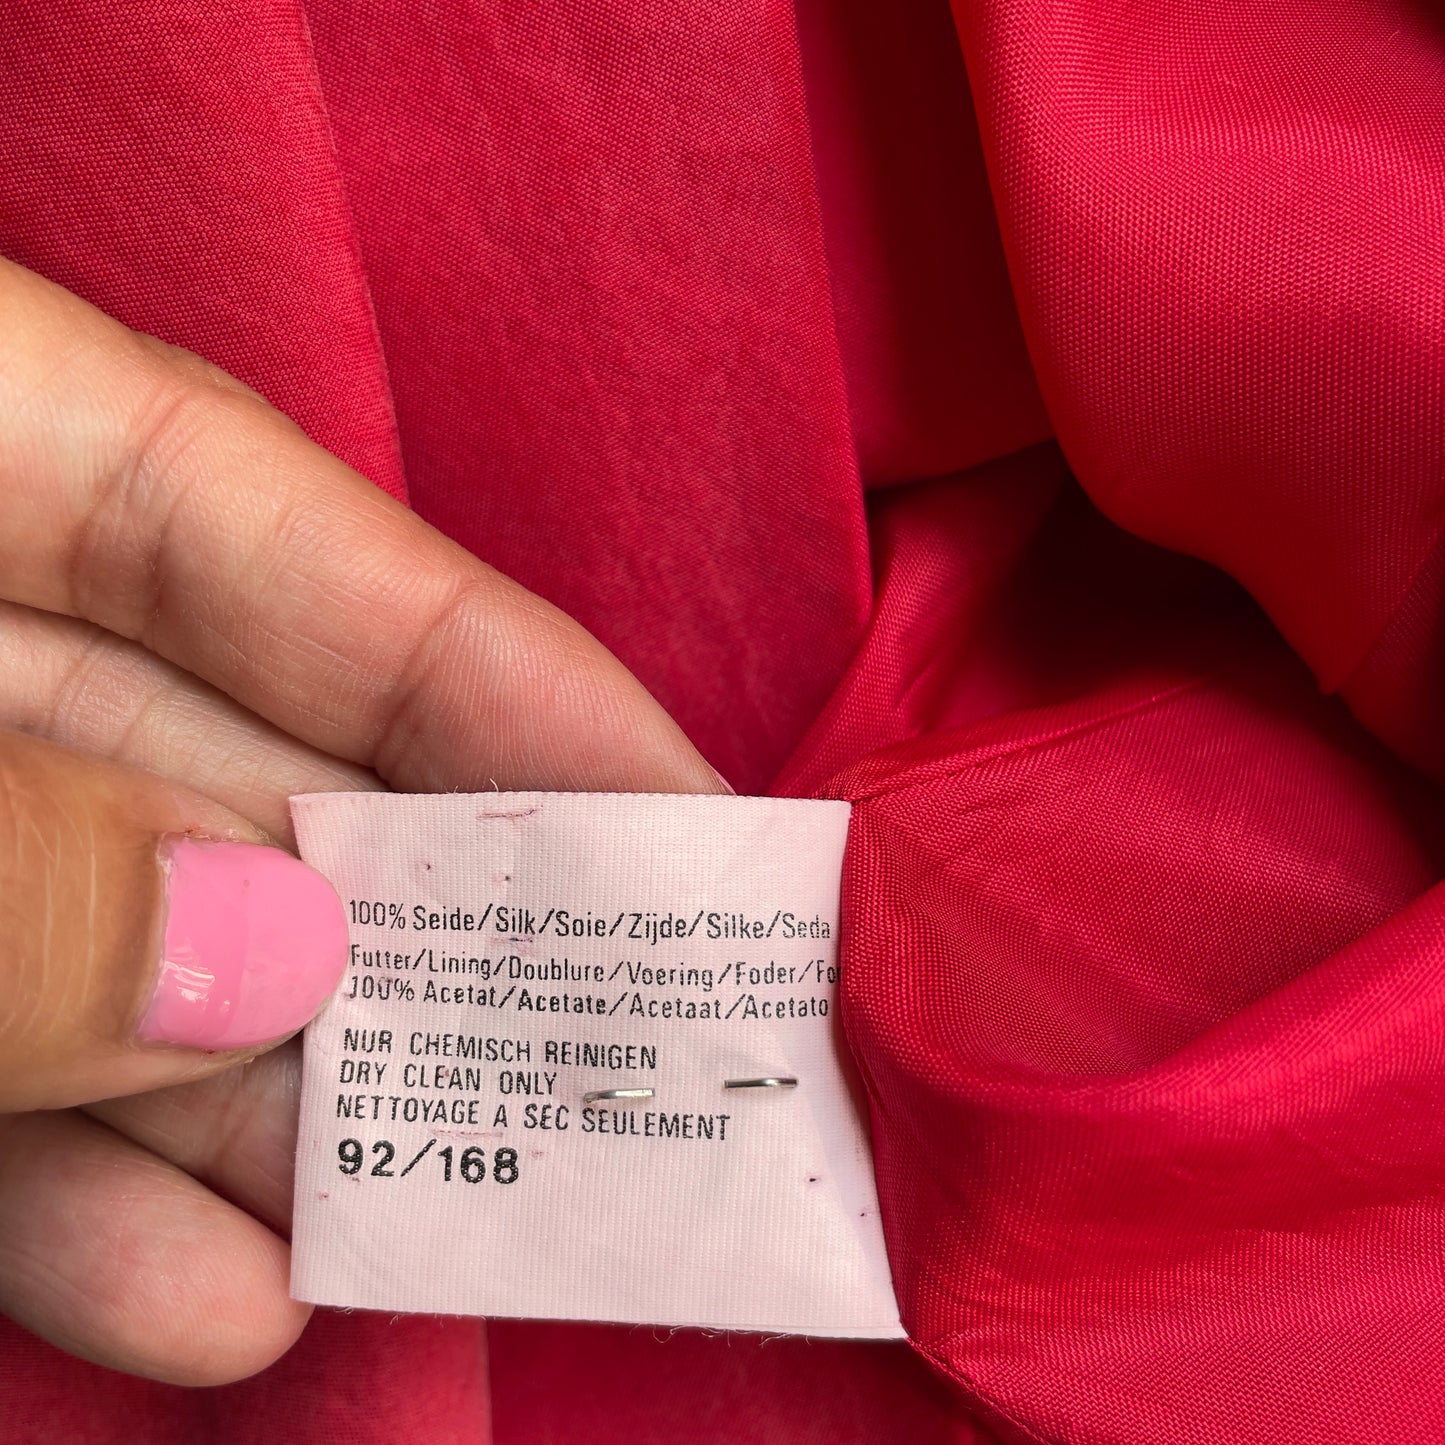 100% Seide/Silk/Soie/Zijde/Silke/Seda
Futter/Lining/Doublure/Voering/Foder/
100% Acetat/Acetate/Acetaat/Acetato
NUR CHEMISCH REINIGEN
DRY CLEAN ONLY
NETTOYAGE A SEC SEULEMENT
92/168